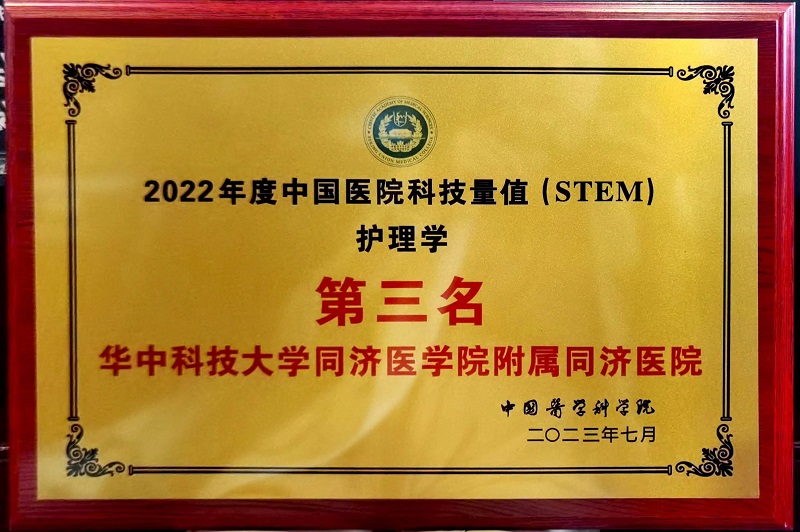 2022年度中国医院科技量值（STEM）
护理学
第三名
华中科技大学同济医学院附属同济医院
中国醫学科学院
二〇二三年七月